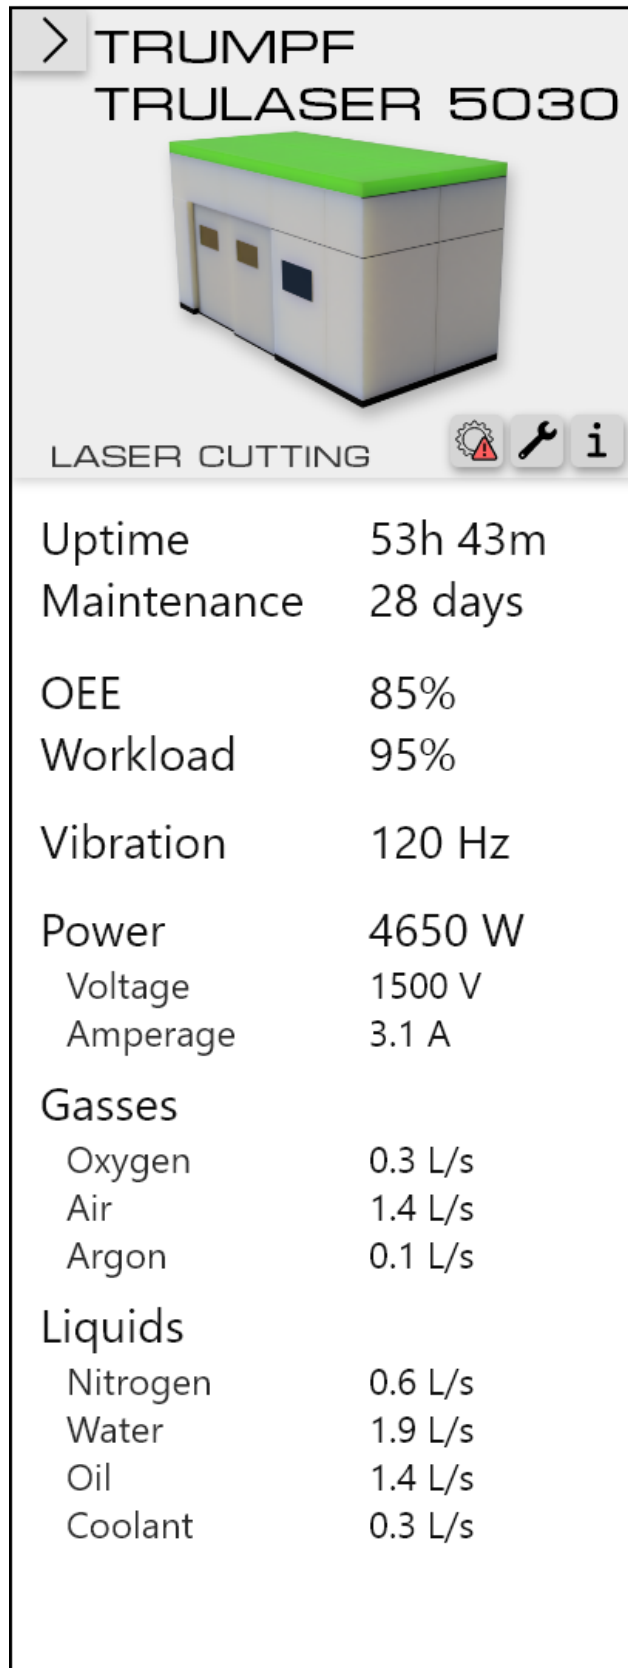 TRUMPF
TRULASER 5030
LASER CUTTING
i
Uptime 53h 43m
Maintenance 28 days
OEE 85%
Workload 95%
Vibration 120 Hz
Power 4650 W
Voltage 1500 V
Amperage 3.1 A
Gasses
Oxygen 0.3 L/s
Air 1.4 L/s
Argon 0.1 L/s
Liquids
Nitrogen 0.6 L/s
Water 1.9 L/s
Oil 1.4 L/s
Coolant 0.3 L/s